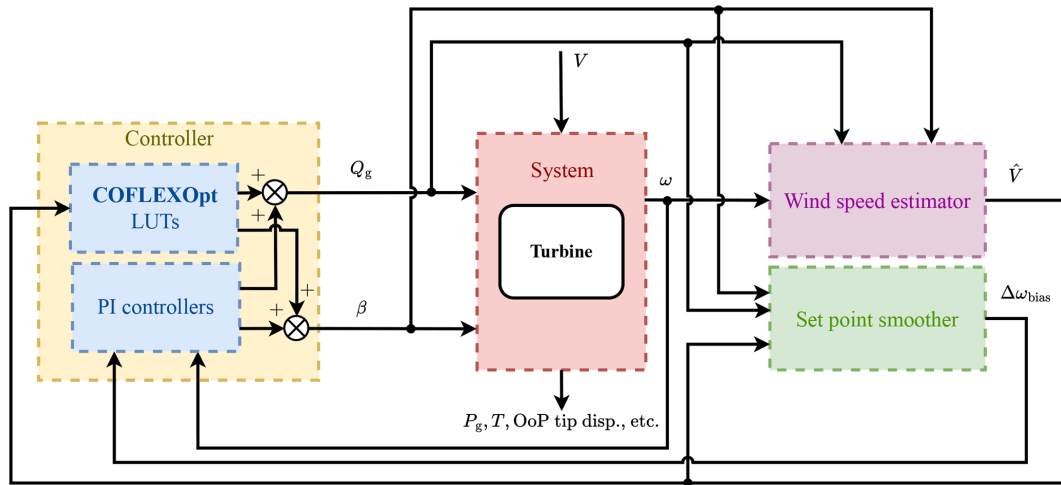 Controller
COFLEXOpt
LUTs
PI controllers
+
+
+
+
Q_g
β
V
System
Turbine
P_g, T, OoP tip disp., etc.
ω
Wind speed estimator
Set point smoother
V̂
Δω_bias